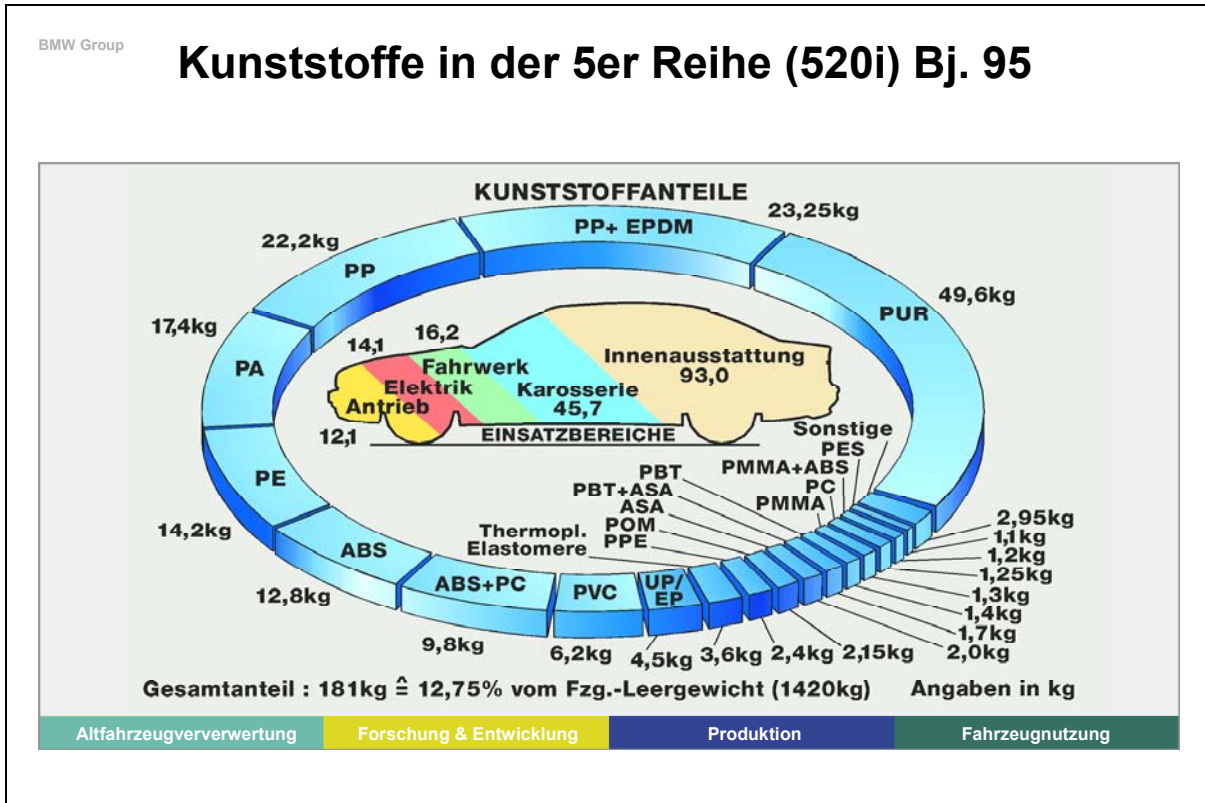 BMW Group
Kunststoffe in der 5er Reihe (520i) Bj. 95
KUNSTSTOFFANTEILE
PP+ EPDM
23,25kg
22,2kg
PP
49,6kg
PUR
17,4kg
PA
14,1
16,2
Innenausstattung
93,0
Fahrwerk
Elektrik
Karosserie
45,7
Antrieb
12,1
EINSATZBEREICHE
Sonstige
PES
PMMA+ABS
PC
PMMA
PBT
PBT+ASA
ASA
POM
PPE
Thermopl.
Elastomere
PE
14,2kg
ABS
12,8kg
ABS+PC
9,8kg
PVC
6,2kg
UP/
EP
4,5kg
3,6kg
2,4kg
2,15kg
2,0kg
1,7kg
1,4kg
1,3kg
1,25kg
1,2kg
1,1kg
2,95kg
Gesamtanteil : 181kg ≙ 12,75% vom Fzg.-Leergewicht (1420kg)
Angaben in kg
Altfahrzeugververwertung
Forschung & Entwicklung
Produktion
Fahrzeugnutzung